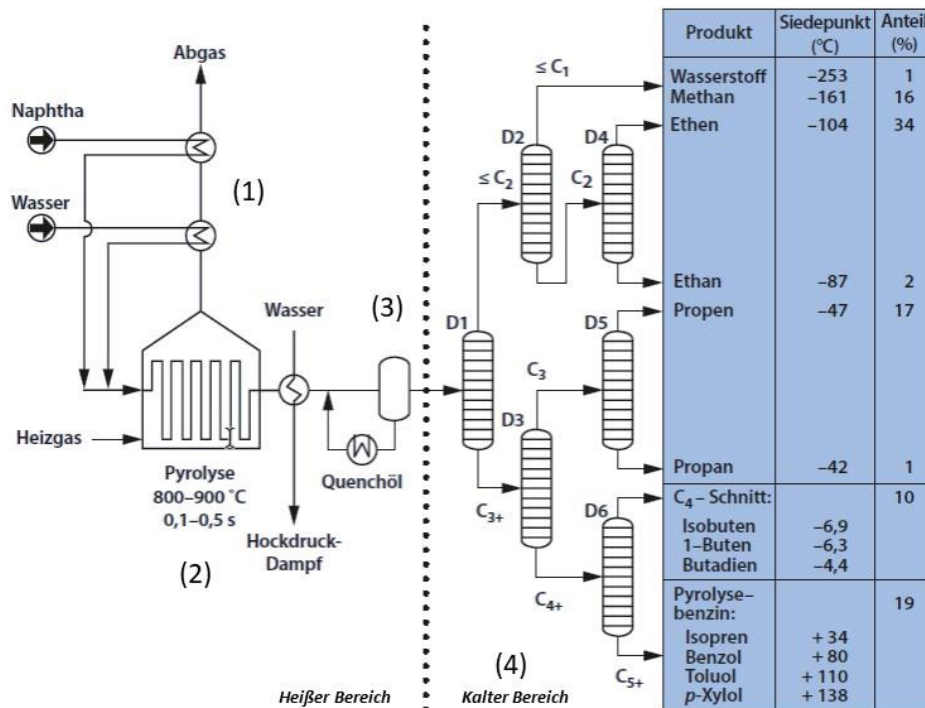 Abgas
Naphtha
(1)
Wasser
Wasser
(3)
Heizgas
Pyrolyse
800–900 °C
0,1–0,5 s
Quenchöl
Hockdruck-
Dampf
(2)
Heißer Bereich
≤ C1
D2
D4
≤ C2
C2
D1
D5
C3
D3
C3+
D6
C4+
(4)
C5+
Kalter Bereich
Produkt Siedepunkt (°C) Anteil (%)
Wasserstoff –253 1
Methan –161 16
Ethen –104 34
Ethan –87 2
Propen –47 17
Propan –42 1
C4 – Schnitt: 10
Isobuten –6,9
1–Buten –6,3
Butadien –4,4
Pyrolyse–
benzin: 19
Isopren + 34
Benzol + 80
Toluol + 110
p-Xylol + 138